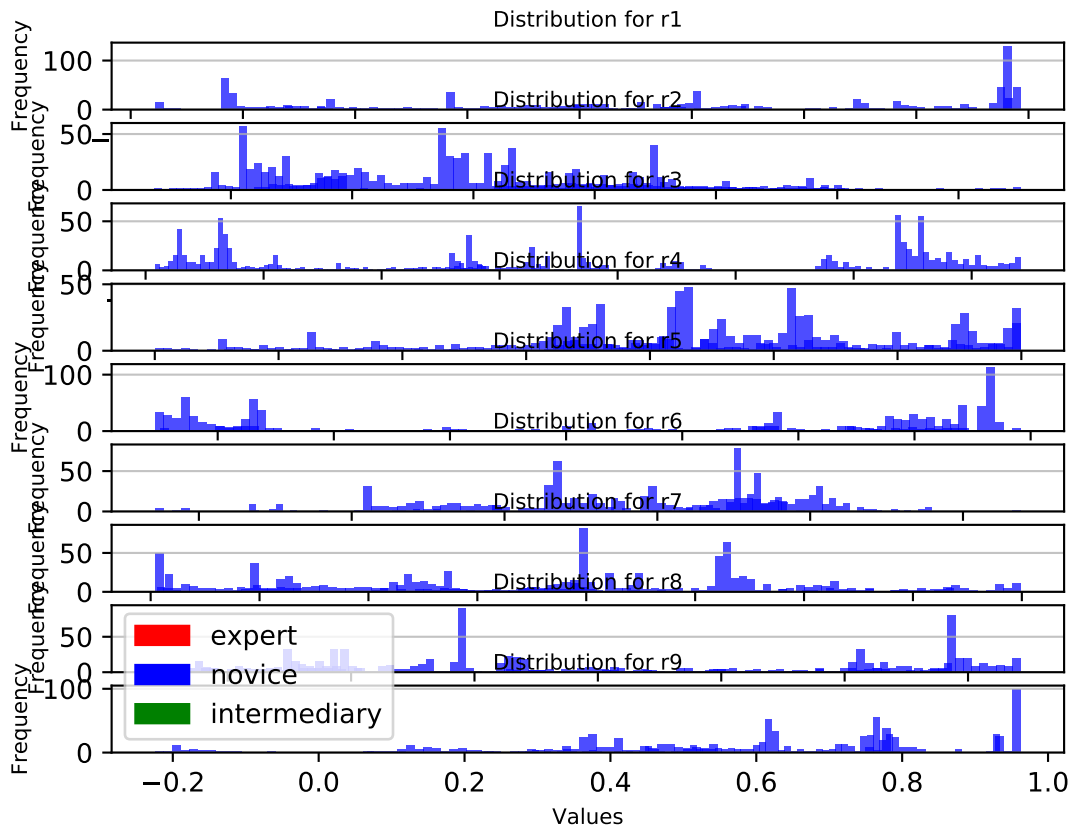 Distribution for r1
Frequency
100
0
Distribution for r2
Frequency
50
0
Distribution for r3
Frequency
50
0
Distribution for r4
Frequency
50
0
Distribution for r5
Frequency
100
0
Distribution for r6
Frequency
50
0
Distribution for r7
Frequency
50
0
Distribution for r8
Frequency
50
0
expert
novice
intermediary
Distribution for r9
Frequency
100
0
−0.2 0.0 0.2 0.4 0.6 0.8 1.0
Values